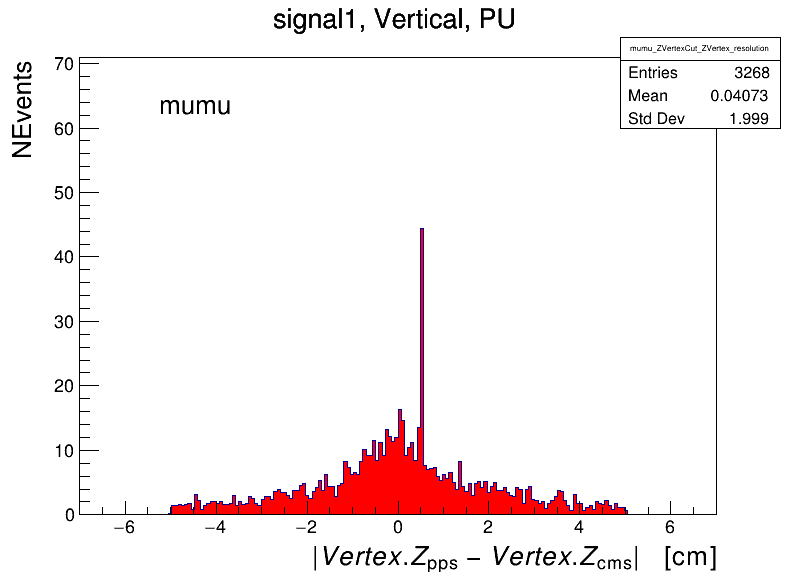 signal1, Vertical, PU
mumu_ZVertexCut_ZVertex_resolution
Entries 3268
Mean 0.04073
Std Dev 1.999
NEvents
mumu
70
60
50
40
30
20
10
0
−6 −4 −2 0 2 4 6
|Vertex.Z_pps − Vertex.Z_cms| [cm]